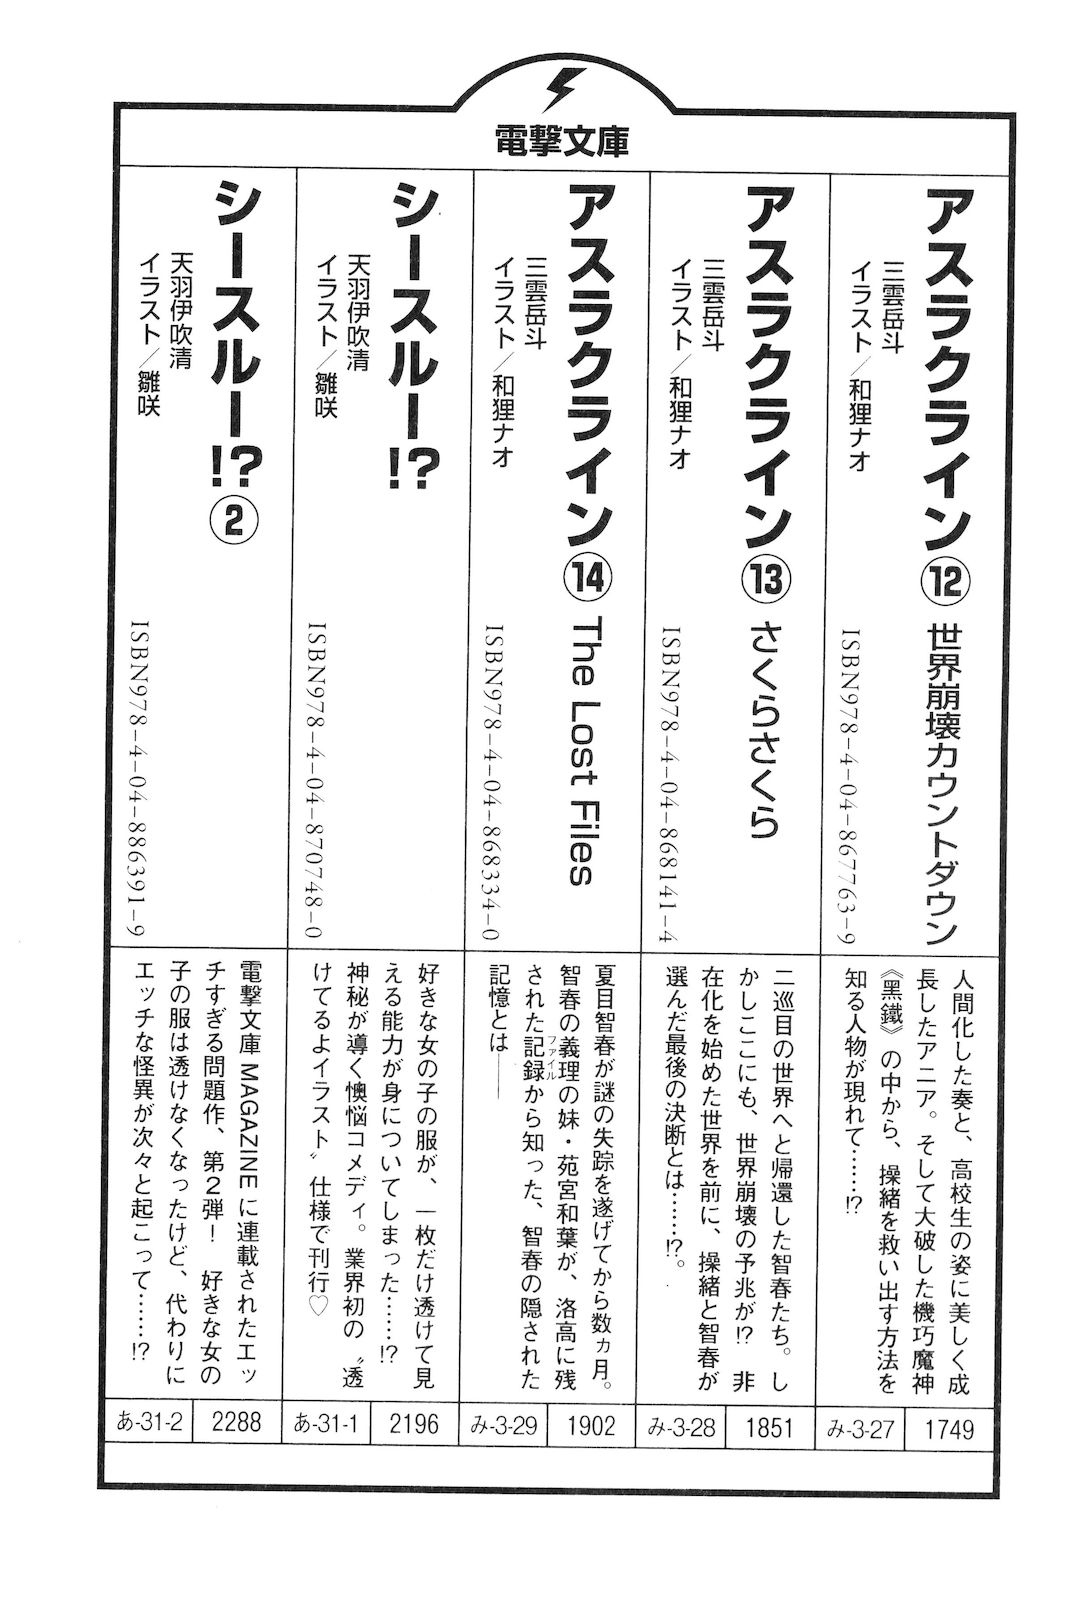 電撃文庫
アスラクライン⑫ 世界崩壊カウントダウン
三雲岳斗
イラスト／和狸ナオ
ISBN978-4-04-867763-9
人間化した奏と、高校生の姿に美しく成
長したアニア。そして大破した機巧魔神
《黑鐵》の中から、操緒を救い出す方法を
知る人物が現れて……!?
み-3-27
1749
アスラクライン⑬ さくらさくら
三雲岳斗
イラスト／和狸ナオ
ISBN978-4-04-868141-4
二巡目の世界へと帰還した智春たち。し
かしここにも、世界崩壊の予兆が!? 非
在化を始めた世界を前に、操緒と智春が
選んだ最後の決断とは……!?。
み-3-28
1851
アスラクライン⑭ The Lost Files
三雲岳斗
イラスト／和狸ナオ
ISBN978-4-04-868334-0
夏目智春が謎の失踪を遂げてから数ヵ月。
智春の義理の妹・苑宮和葉が、洛高に残
された記録から知った、智春の隠された
ファイル
記憶とは――
み-3-29
1902
シースルー!?
天羽伊吹清
イラスト／雛咲
ISBN978-4-04-870748-0
好きな女の子の服が、一枚だけ透けて見
える能力が身についてしまった……!?
神秘が導く懊悩コメディ。業界初の〝透
けてるよイラスト〟仕様で刊行♡
あ-31-1
2196
シースルー!?②
天羽伊吹清
イラスト／雛咲
ISBN978-4-04-886391-9
電撃文庫MAGAZINEに連載されたエッ
チすぎる問題作、第2弾！ 好きな女の
子の服は透けなくなったけど、代わりに
エッチな怪異が次々と起こって……!?
あ-31-2
2288